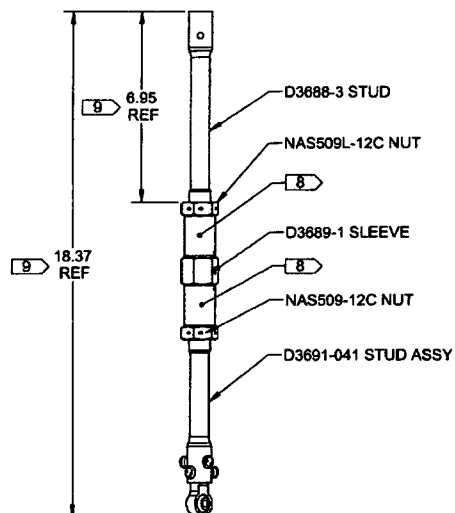 9
6.95
REF
D3688-3 STUD
NAS509L-12C NUT
8
D3689-1 SLEEVE
9
18.37
REF
8
NAS509-12C NUT
D3691-041 STUD ASSY